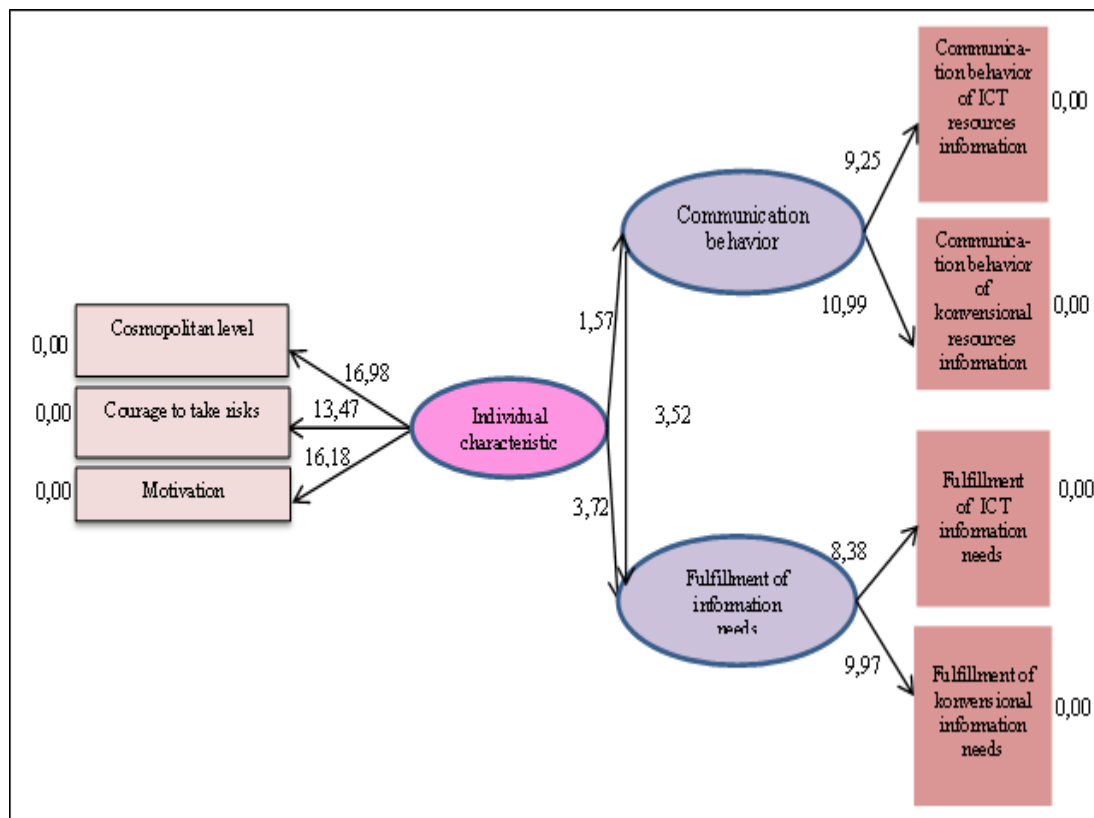 Communica-
tion behavior
of ICT
resources
information
0,00
9,25
Communication
behavior
Communica-
tion behavior of
konvensional
resources
information
0,00
10,99
1,57
Cosmopolitan level
0,00
16,98
Courage to take risks
0,00
13,47
Individual
characteristic
3,52
16,18
Motivation
0,00
3,72
Fulfillment
of ICT
information
needs
0,00
8,38
Fulfillment of
information
needs
9,97
Fulfillment of
konvensional
information
needs
0,00